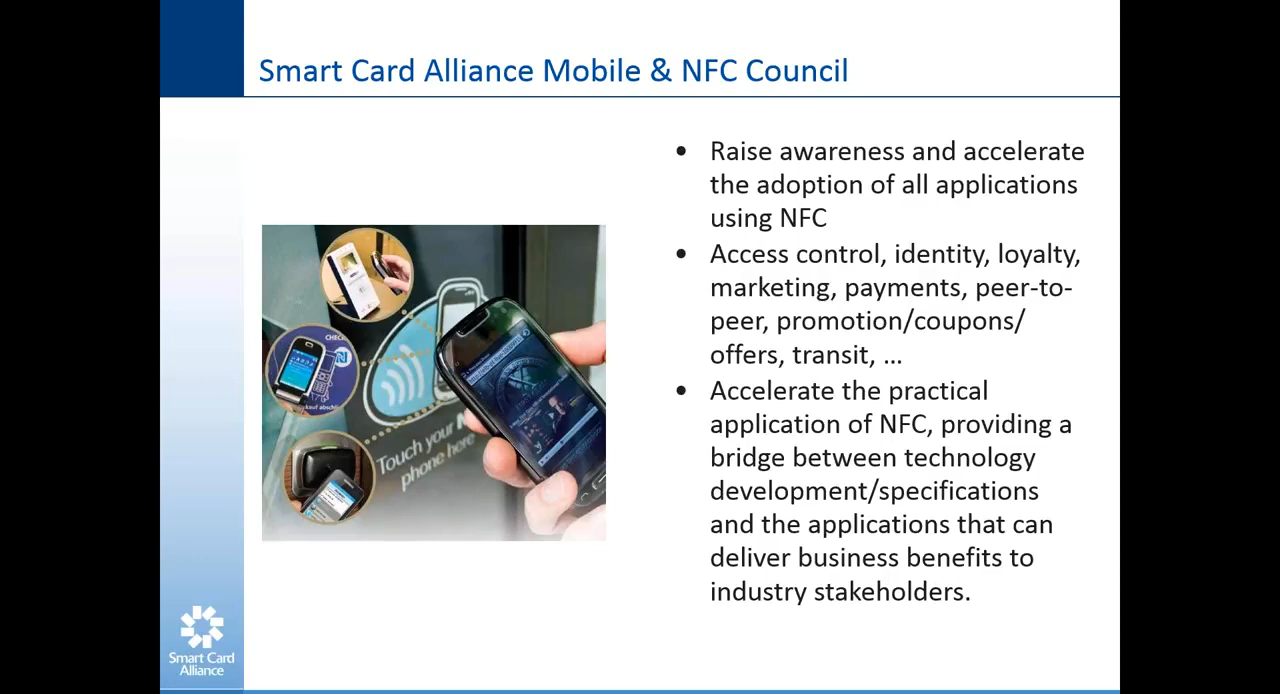 Smart Card Alliance Mobile & NFC Council
• Raise awareness and accelerate
the adoption of all applications
using NFC
• Access control, identity, loyalty,
marketing, payments, peer-to-
peer, promotion/coupons/
offers, transit, ...
• Accelerate the practical
application of NFC, providing a
bridge between technology
development/specifications
and the applications that can
deliver business benefits to
industry stakeholders.
Touch your
phone here
Smart Card
Alliance